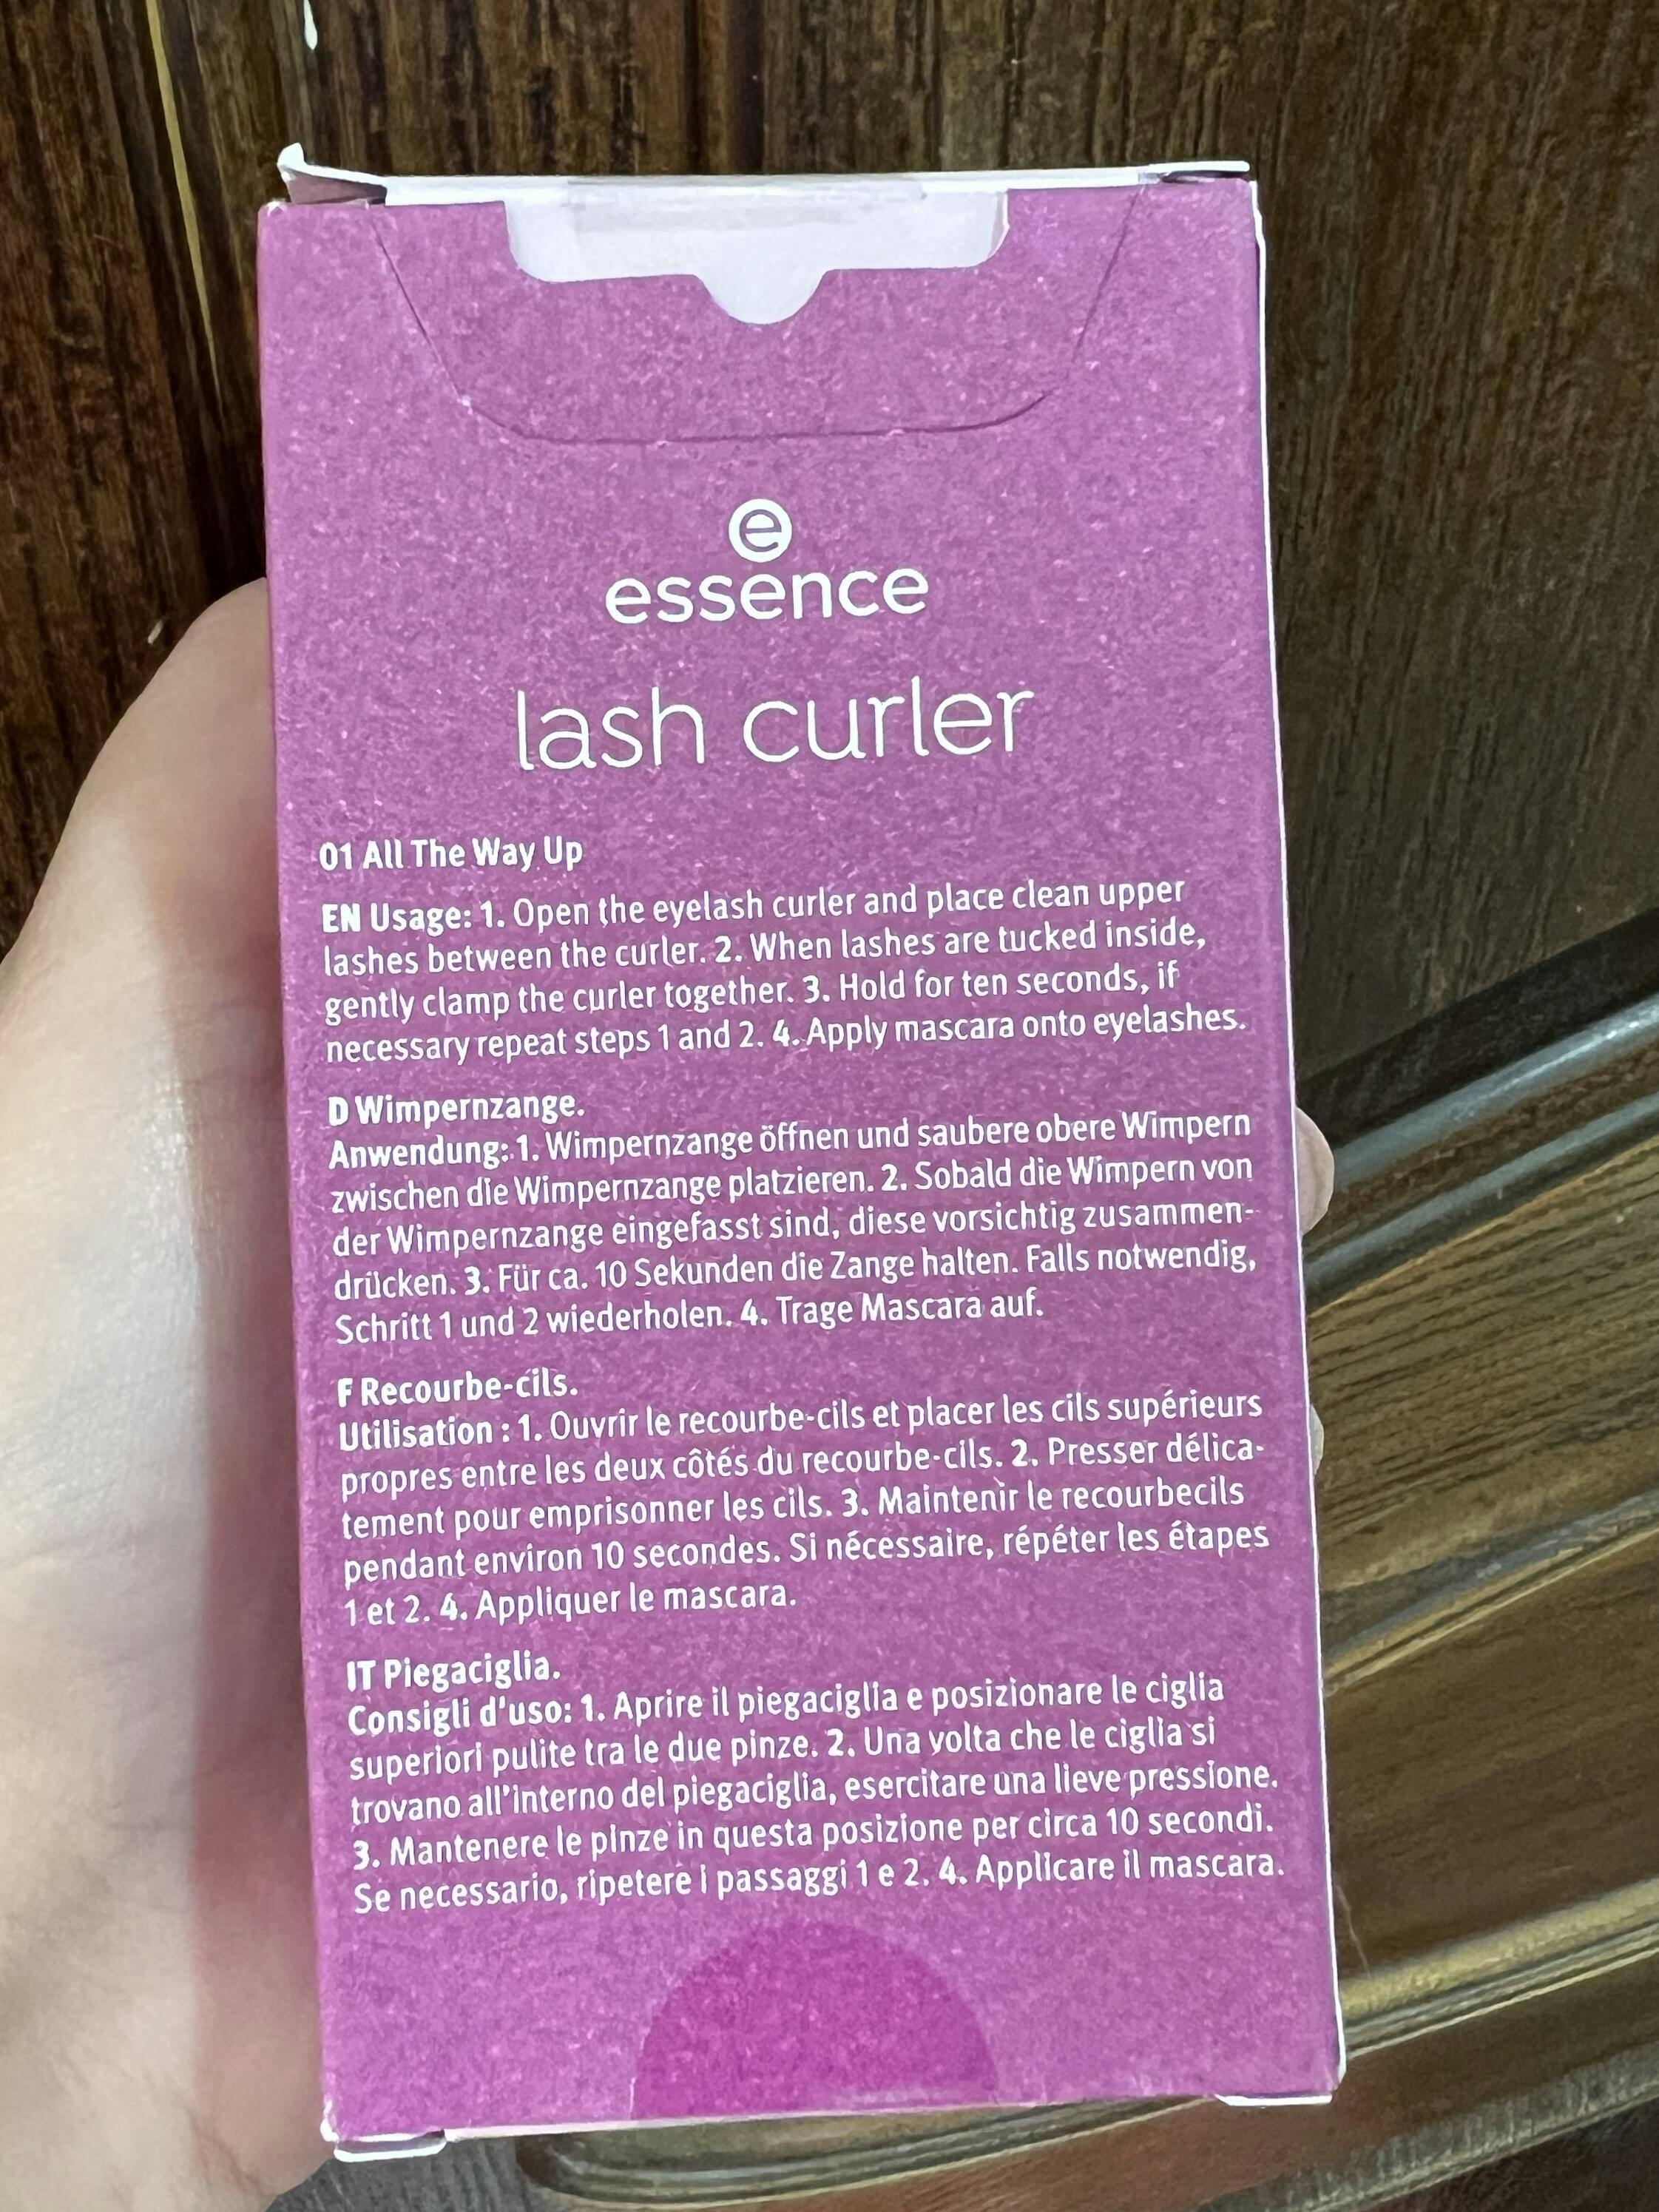 e
essence
lash curler
01 All The Way Up
EN Usage: 1. Open the eyelash curler and place clean upper
lashes between the curler. 2. When lashes are tucked inside,
gently clamp the curler together. 3. Hold for ten seconds, if
necessary repeat steps 1 and 2. 4. Apply mascara onto eyelashes.
D Wimpernzange.
Anwendung: 1. Wimpernzange öffnen und saubere obere Wimpern
zwischen die Wimpernzange platzieren. 2. Sobald die Wimpern von
der Wimpernzange eingefasst sind, diese vorsichtig zusammen-
drücken. 3. Für ca. 10 Sekunden die Zange halten. Falls notwendig,
Schritt 1 und 2 wiederholen. 4. Trage Mascara auf.
F Recourbe-cils.
Utilisation : 1. Ouvrir le recourbe-cils et placer les cils supérieurs
propres entre les deux côtés du recourbe-cils. 2. Presser délica-
tement pour emprisonner les cils. 3. Maintenir le recourbecils
pendant environ 10 secondes. Si nécessaire, répéter les étapes
1 et 2. 4. Appliquer le mascara.
IT Piegaciglia.
Consigli d'uso: 1. Aprire il piegaciglia e posizionare le ciglia
superiori pulite tra le due pinze. 2. Una volta che le ciglia si
trovano all'interno del piegaciglia, esercitare una lieve pressione.
3. Mantenere le pinze in questa posizione per circa 10 secondi.
Se necessario, ripetere i passaggi 1 e 2. 4. Applicare il mascara.